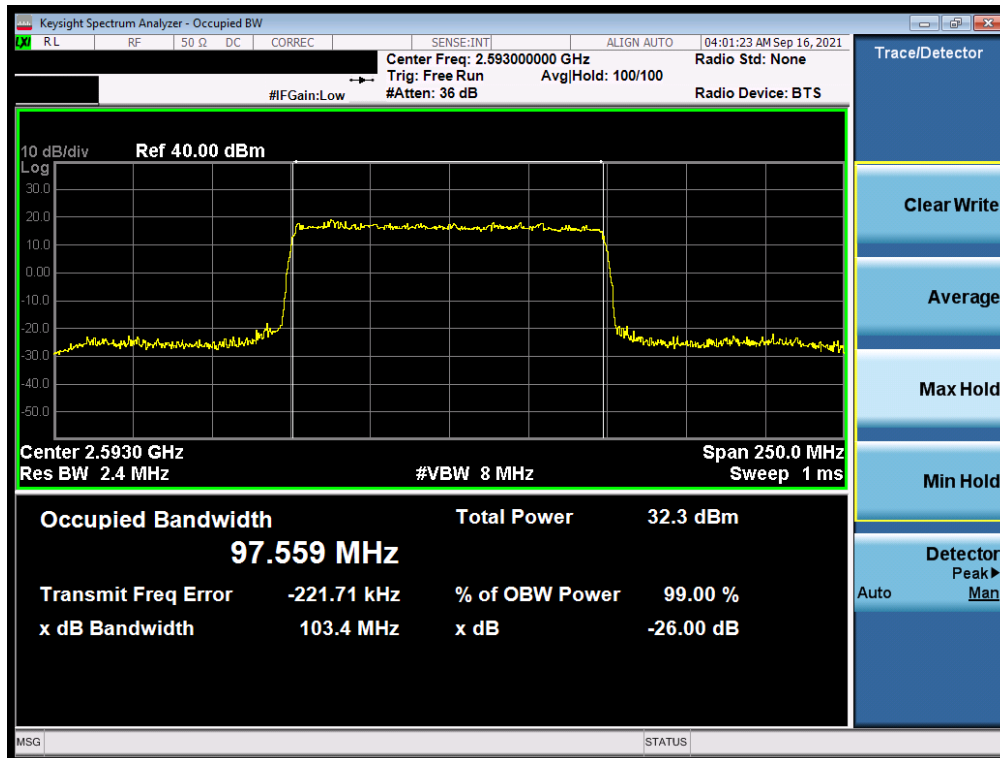 Keysight Spectrum Analyzer - Occupied BW
LXI RL RF 50 Ω DC CORREC SENSE:INT ALIGN AUTO 04:01:23 AM Sep 16, 2021
Center Freq: 2.593000000 GHz Radio Std: None
Trig: Free Run Avg|Hold: 100/100
#IFGain:Low #Atten: 36 dB Radio Device: BTS
10 dB/div Ref 40.00 dBm
Log
30.0
20.0
10.0
0.00
-10.0
-20.0
-30.0
-40.0
-50.0
Center 2.5930 GHz Span 250.0 MHz
Res BW 2.4 MHz #VBW 8 MHz Sweep 1 ms
Occupied Bandwidth Total Power 32.3 dBm
97.559 MHz
Transmit Freq Error -221.71 kHz % of OBW Power 99.00 %
x dB Bandwidth 103.4 MHz x dB -26.00 dB
Trace/Detector
Clear Write
Average
Max Hold
Min Hold
Detector
Peak▶
Auto Man
MSG STATUS